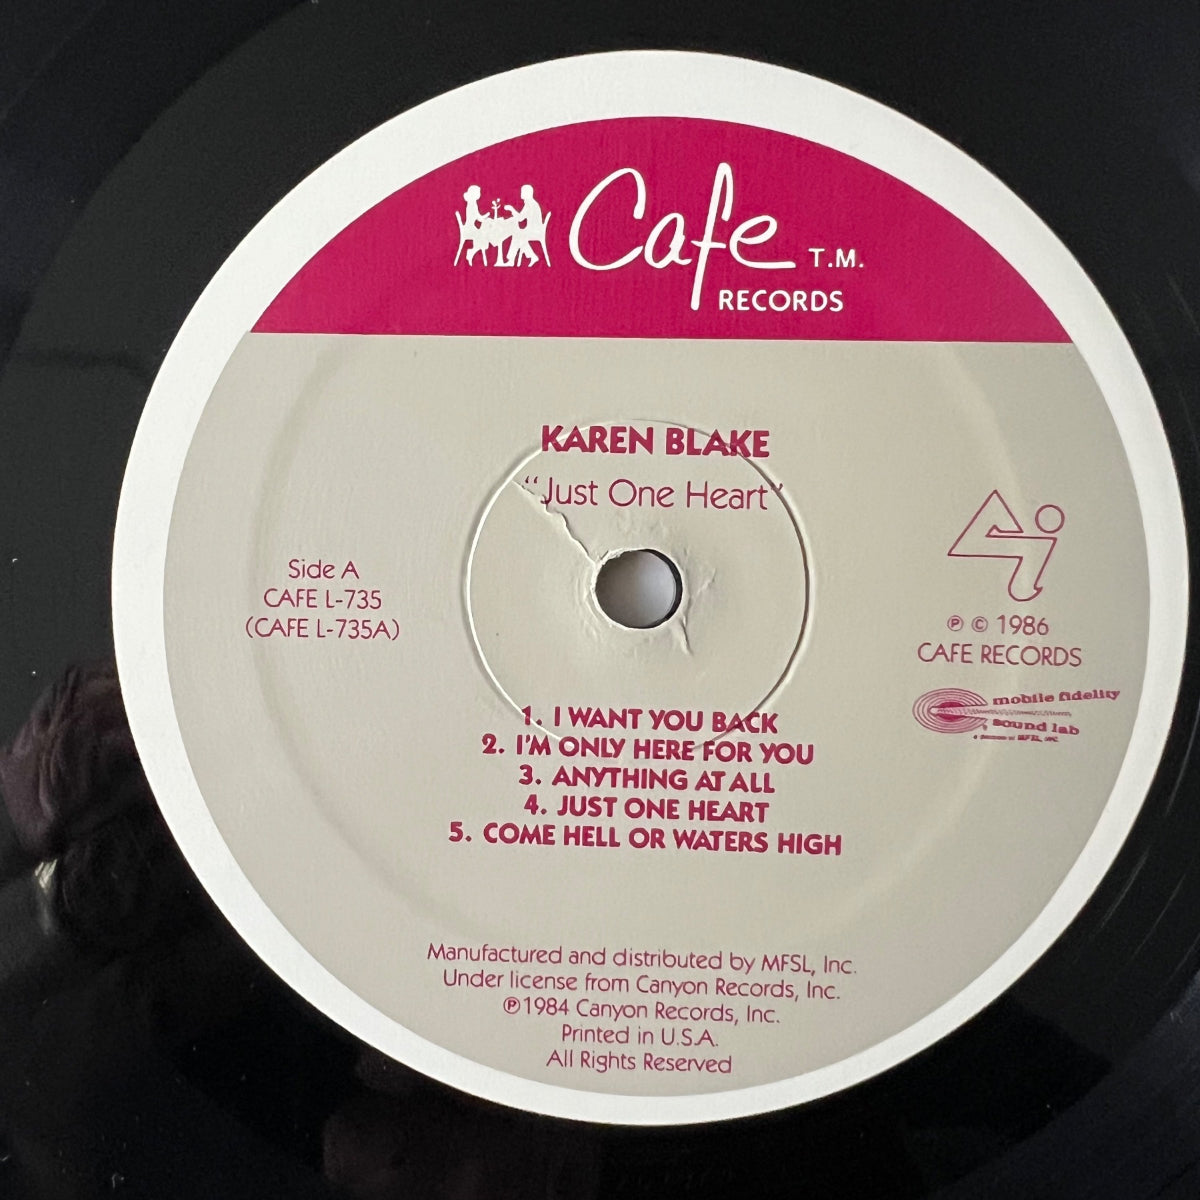 Cafe T.M.
RECORDS
KAREN BLAKE
"Just One Heart"
Side A
CAFE L-735
(CAFE L-735A)
℗ © 1986
CAFE RECORDS
mobile fidelity
sound lab
1. I WANT YOU BACK
2. I'M ONLY HERE FOR YOU
3. ANYTHING AT ALL
4. JUST ONE HEART
5. COME HELL OR WATERS HIGH
Manufactured and distributed by MFSL, Inc.
Under license from Canyon Records, Inc.
℗1984 Canyon Records, Inc.
Printed in U.S.A.
All Rights Reserved